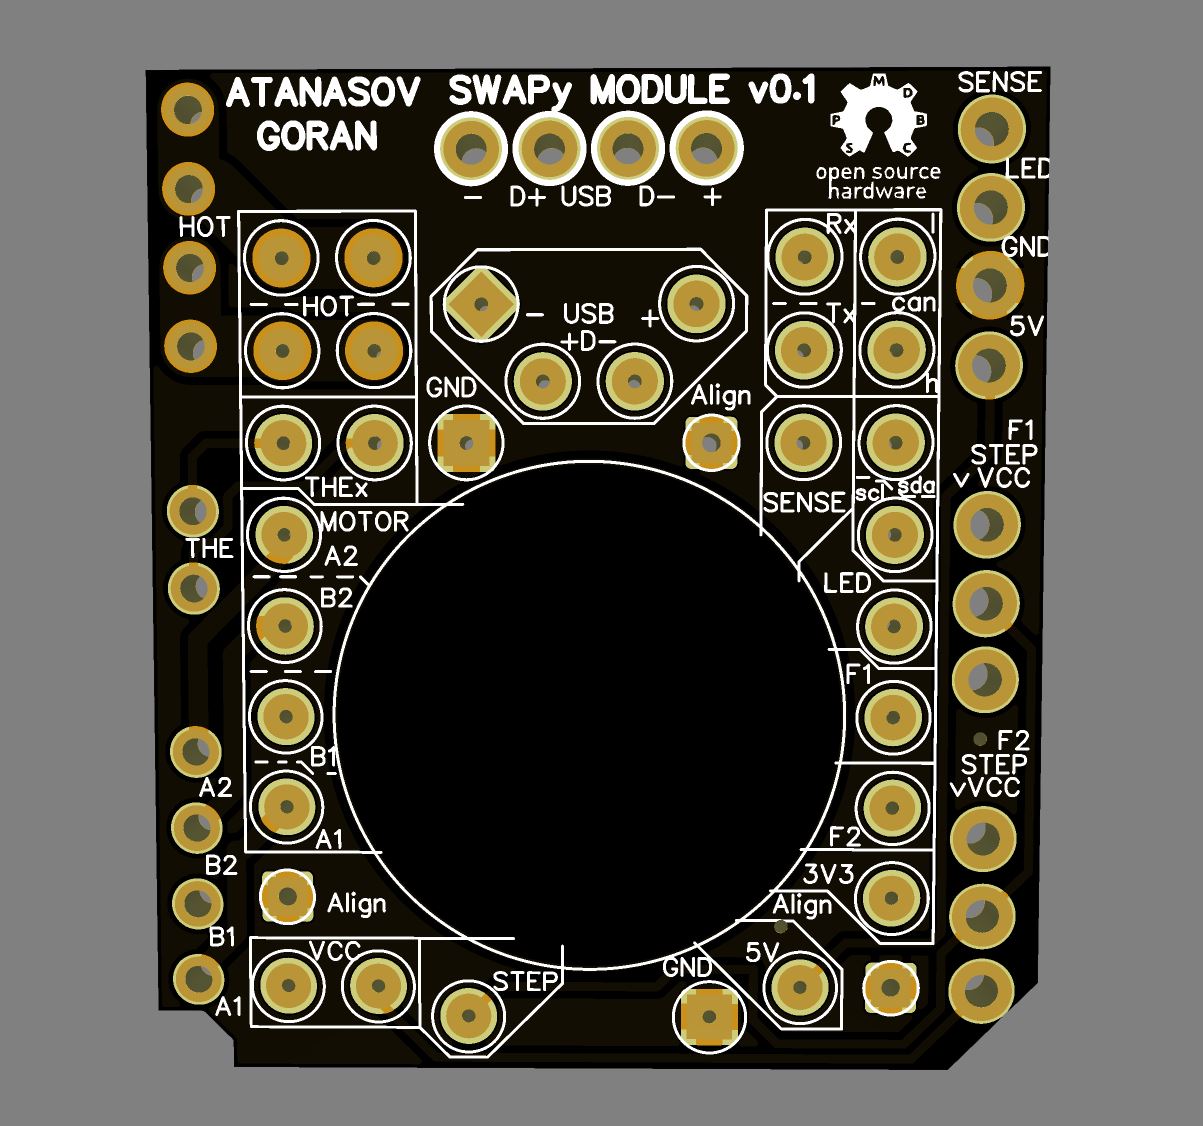 ATANASOV SWAPy MODULE v0.1
GORAN
M
D
P B
S C
open source
hardware
SENSE
LED
GND
5V
- D+ USB D- +
HOT
HOT
Rx
l
can
Tx
h
- USB +
+D-
GND
Align
THEx
SENSE
scl sda
F1
STEP
vVCC
MOTOR
A2
THE
B2
LED
F1
B1
F2
STEP
vVCC
A2
A1
F2
B2
3V3
Align
Align
B1
VCC
5V
GND
STEP
A1